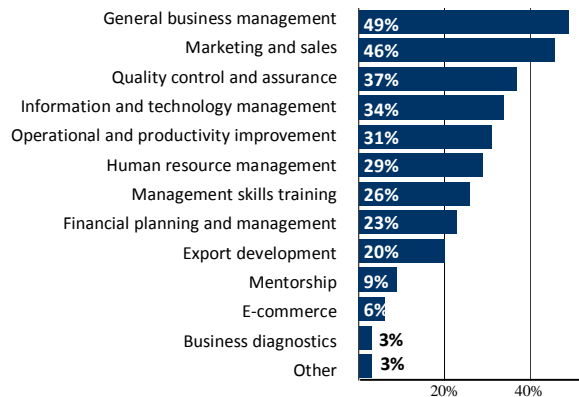 General business management 49%
Marketing and sales 46%
Quality control and assurance 37%
Information and technology management 34%
Operational and productivity improvement 31%
Human resource management 29%
Management skills training 26%
Financial planning and management 23%
Export development 20%
Mentorship 9%
E-commerce 6%
Business diagnostics 3%
Other 3%
20% 40%